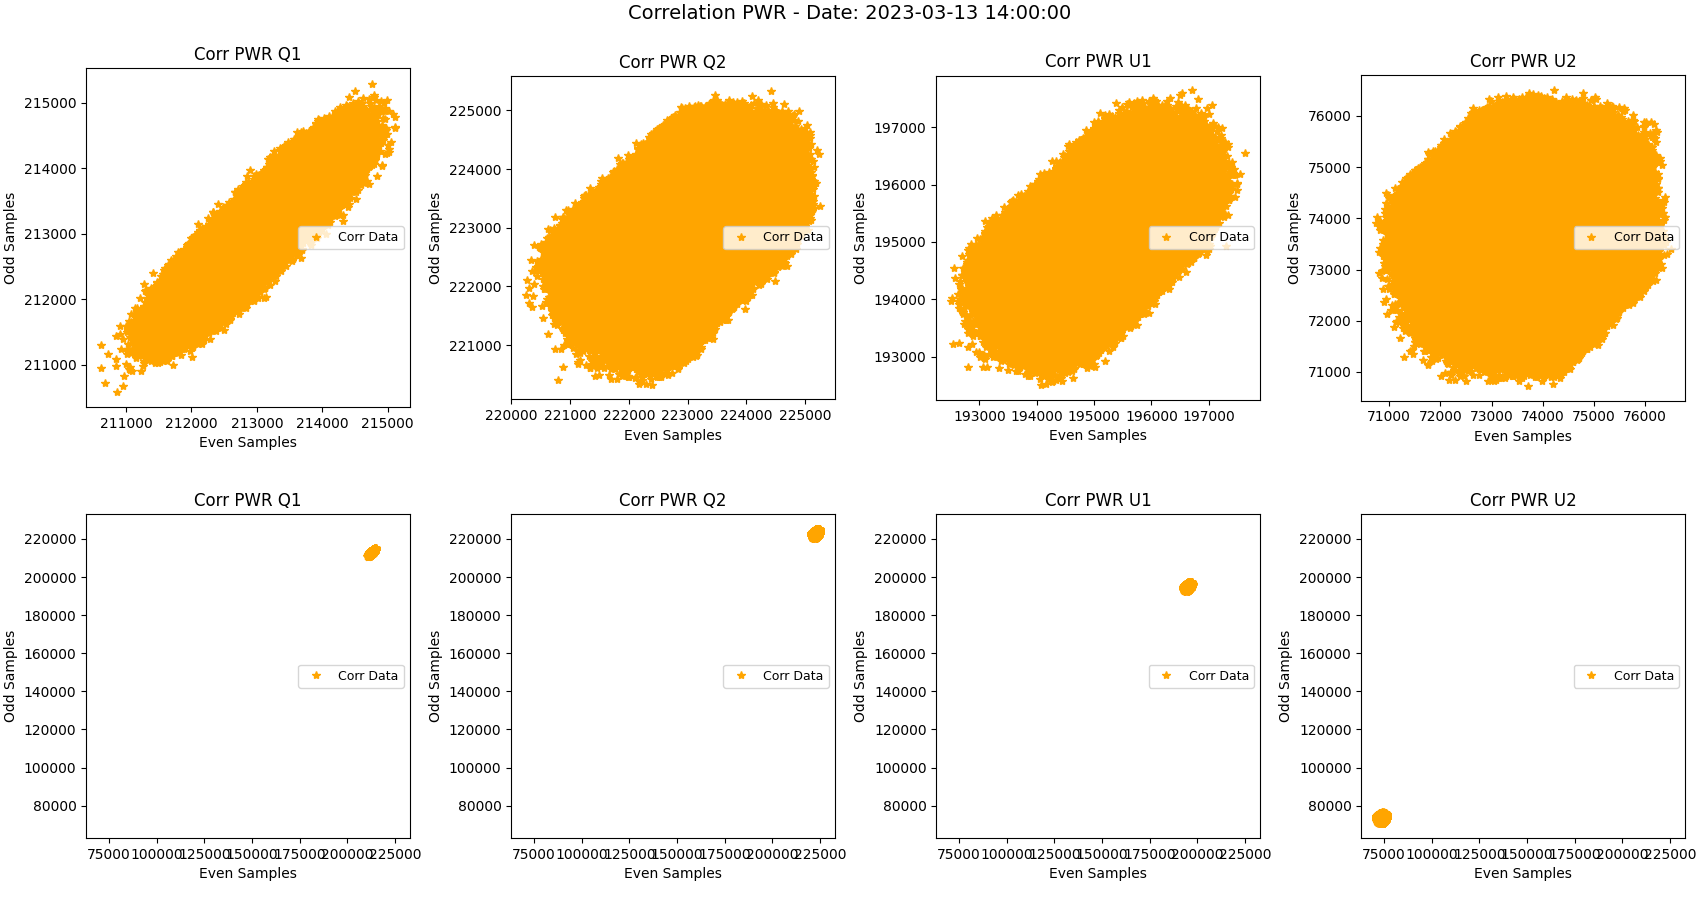 Correlation PWR - Date: 2023-03-13 14:00:00
Corr PWR Q1
215000
214000
213000
212000
211000
Odd Samples
Corr Data
211000 212000 213000 214000 215000
Even Samples
Corr PWR Q2
225000
224000
223000
222000
221000
Odd Samples
Corr Data
220000 221000 222000 223000 224000 225000
Even Samples
Corr PWR U1
197000
196000
195000
194000
193000
Odd Samples
Corr Data
193000 194000 195000 196000 197000
Even Samples
Corr PWR U2
76000
75000
74000
73000
72000
71000
Odd Samples
Corr Data
71000 72000 73000 74000 75000 76000
Even Samples
Corr PWR Q1
220000
200000
180000
160000
140000
120000
100000
80000
Odd Samples
Corr Data
75000 100000 125000 150000 175000 200000 225000
Even Samples
Corr PWR Q2
220000
200000
180000
160000
140000
120000
100000
80000
Odd Samples
Corr Data
75000 100000 125000 150000 175000 200000 225000
Even Samples
Corr PWR U1
220000
200000
180000
160000
140000
120000
100000
80000
Odd Samples
Corr Data
75000 100000 125000 150000 175000 200000 225000
Even Samples
Corr PWR U2
220000
200000
180000
160000
140000
120000
100000
80000
Odd Samples
Corr Data
75000 100000 125000 150000 175000 200000 225000
Even Samples